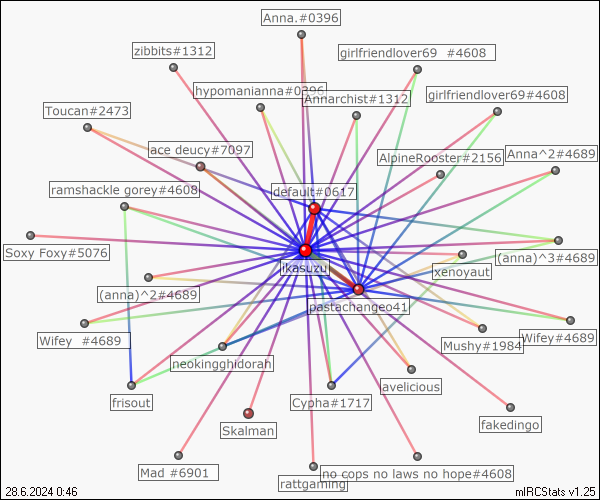 Anna.#0396
zibbits#1312
girlfriendlover69 #4608
hypomanianna#0396
Annarchist#1312
girlfriendlover69#4608
Toucan#2473
ace deucy#7097
AlpineRooster#2156
Anna^2#4689
ramshackle gorey#4608
default#0617
Soxy Foxy#5076
ikasuzu
xenoyaut
(anna)^3#4689
(anna)^2#4689
pastachangeo41
Wifey #4689
Mushy#1984
Wifey#4689
neokingghidorah
frisout
Cypha#1717
avelicious
fakedingo
Skalman
Mad #6901
rattgaming
no cops no laws no hope#4608
28.6.2024 0:46
mIRCStats v1.25